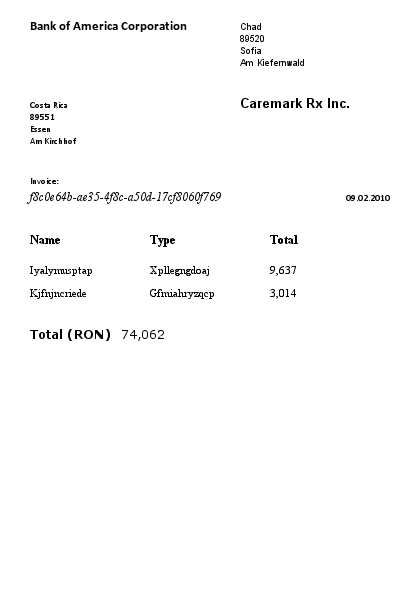 Bank of America Corporation
Chad
89520
Sofia
Am Kiefernwald
Costa Rica
89551
Essen
Am Kirchhof
Caremark Rx Inc.
Invoice:
f8c0e64b-ae35-4f8c-a50d-17cf8060f769
09.02.2010
Name Type Total
Iyalynusptap Xpllegngdoaj 9,637
Kjfnjncriede Gfmiahryzqcp 3,014
Total (RON) 74,062